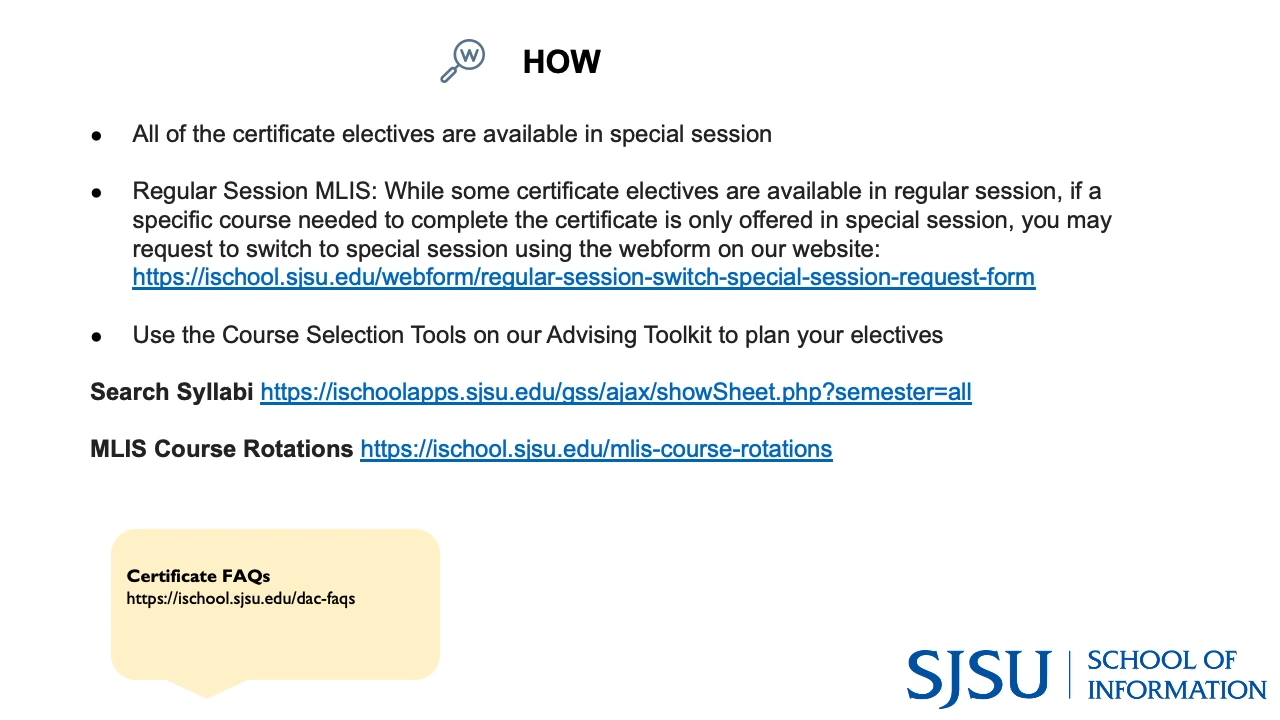 W
HOW
● All of the certificate electives are available in special session
● Regular Session MLIS: While some certificate electives are available in regular session, if a
specific course needed to complete the certificate is only offered in special session, you may
request to switch to special session using the webform on our website:
https://ischool.sjsu.edu/webform/regular-session-switch-special-session-request-form
● Use the Course Selection Tools on our Advising Toolkit to plan your electives
Search Syllabi https://ischoolapps.sjsu.edu/gss/ajax/showSheet.php?semester=all
MLIS Course Rotations https://ischool.sjsu.edu/mlis-course-rotations
Certificate FAQs
https://ischool.sjsu.edu/dac-faqs
SJSU
SCHOOL OF
INFORMATION